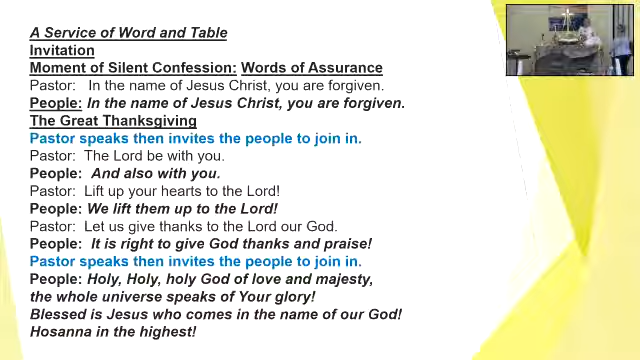 A Service of Word and Table
Invitation
Moment of Silent Confession: Words of Assurance
Pastor: In the name of Jesus Christ, you are forgiven.
People: In the name of Jesus Christ, you are forgiven.
The Great Thanksgiving
Pastor speaks then invites the people to join in.
Pastor: The Lord be with you.
People: And also with you.
Pastor: Lift up your hearts to the Lord!
People: We lift them up to the Lord!
Pastor: Let us give thanks to the Lord our God.
People: It is right to give God thanks and praise!
Pastor speaks then invites the people to join in.
People: Holy, Holy, holy God of love and majesty,
the whole universe speaks of Your glory!
Blessed is Jesus who comes in the name of our God!
Hosanna in the highest!